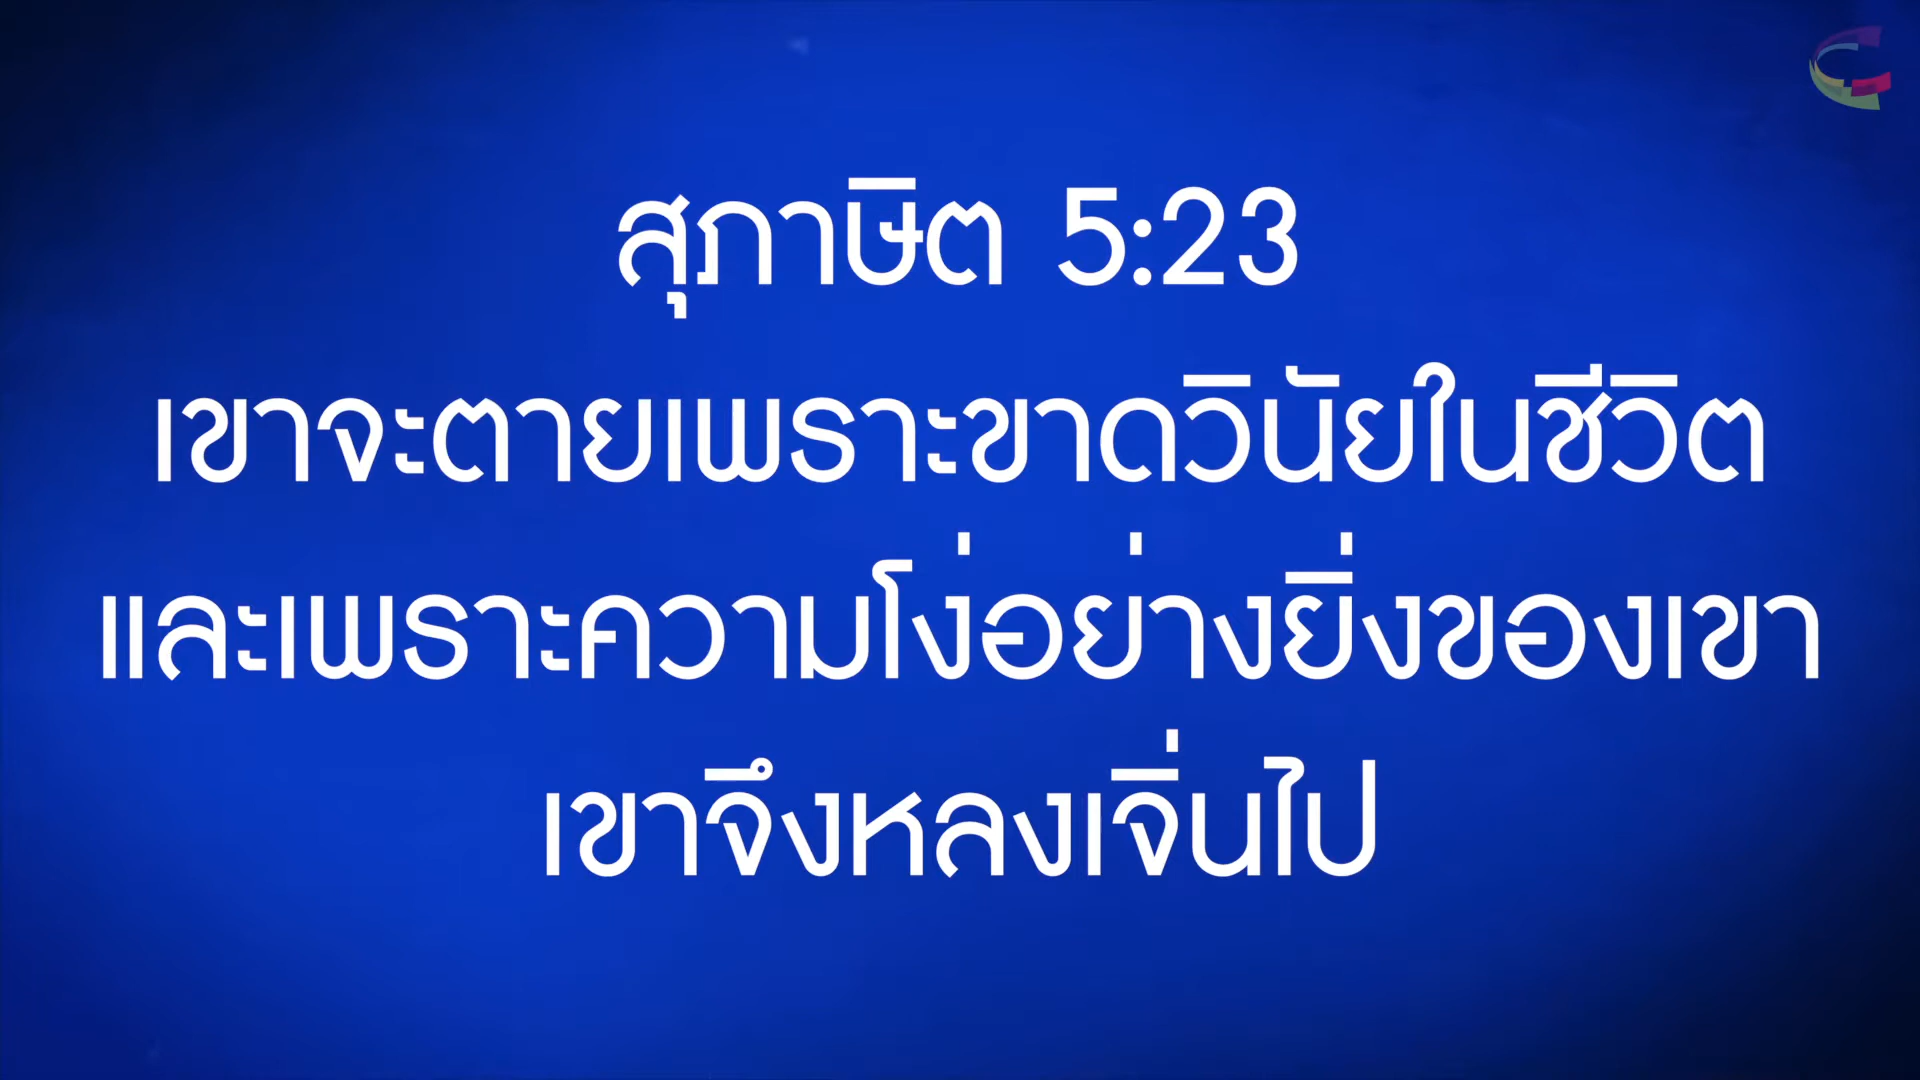 สุภาษิต 5:23
เขาจะตายเพราะขาดวินัยในชีวิต
และเพราะความโง่อย่างยิ่งของเขา
เขาจึงหลงเจิ่นไป